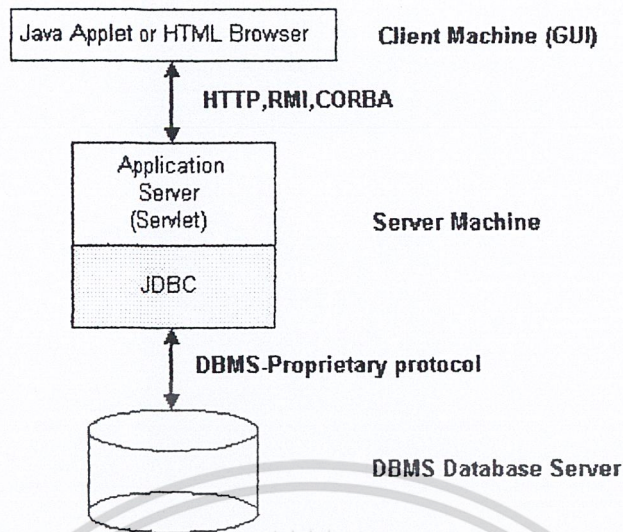 Java Applet or HTML Browser
Client Machine (GUI)
HTTP,RMI,CORBA
Application
Server
(Servlet)
Server Machine
JDBC
DBMS-Proprietary protocol
DBMS Database Server